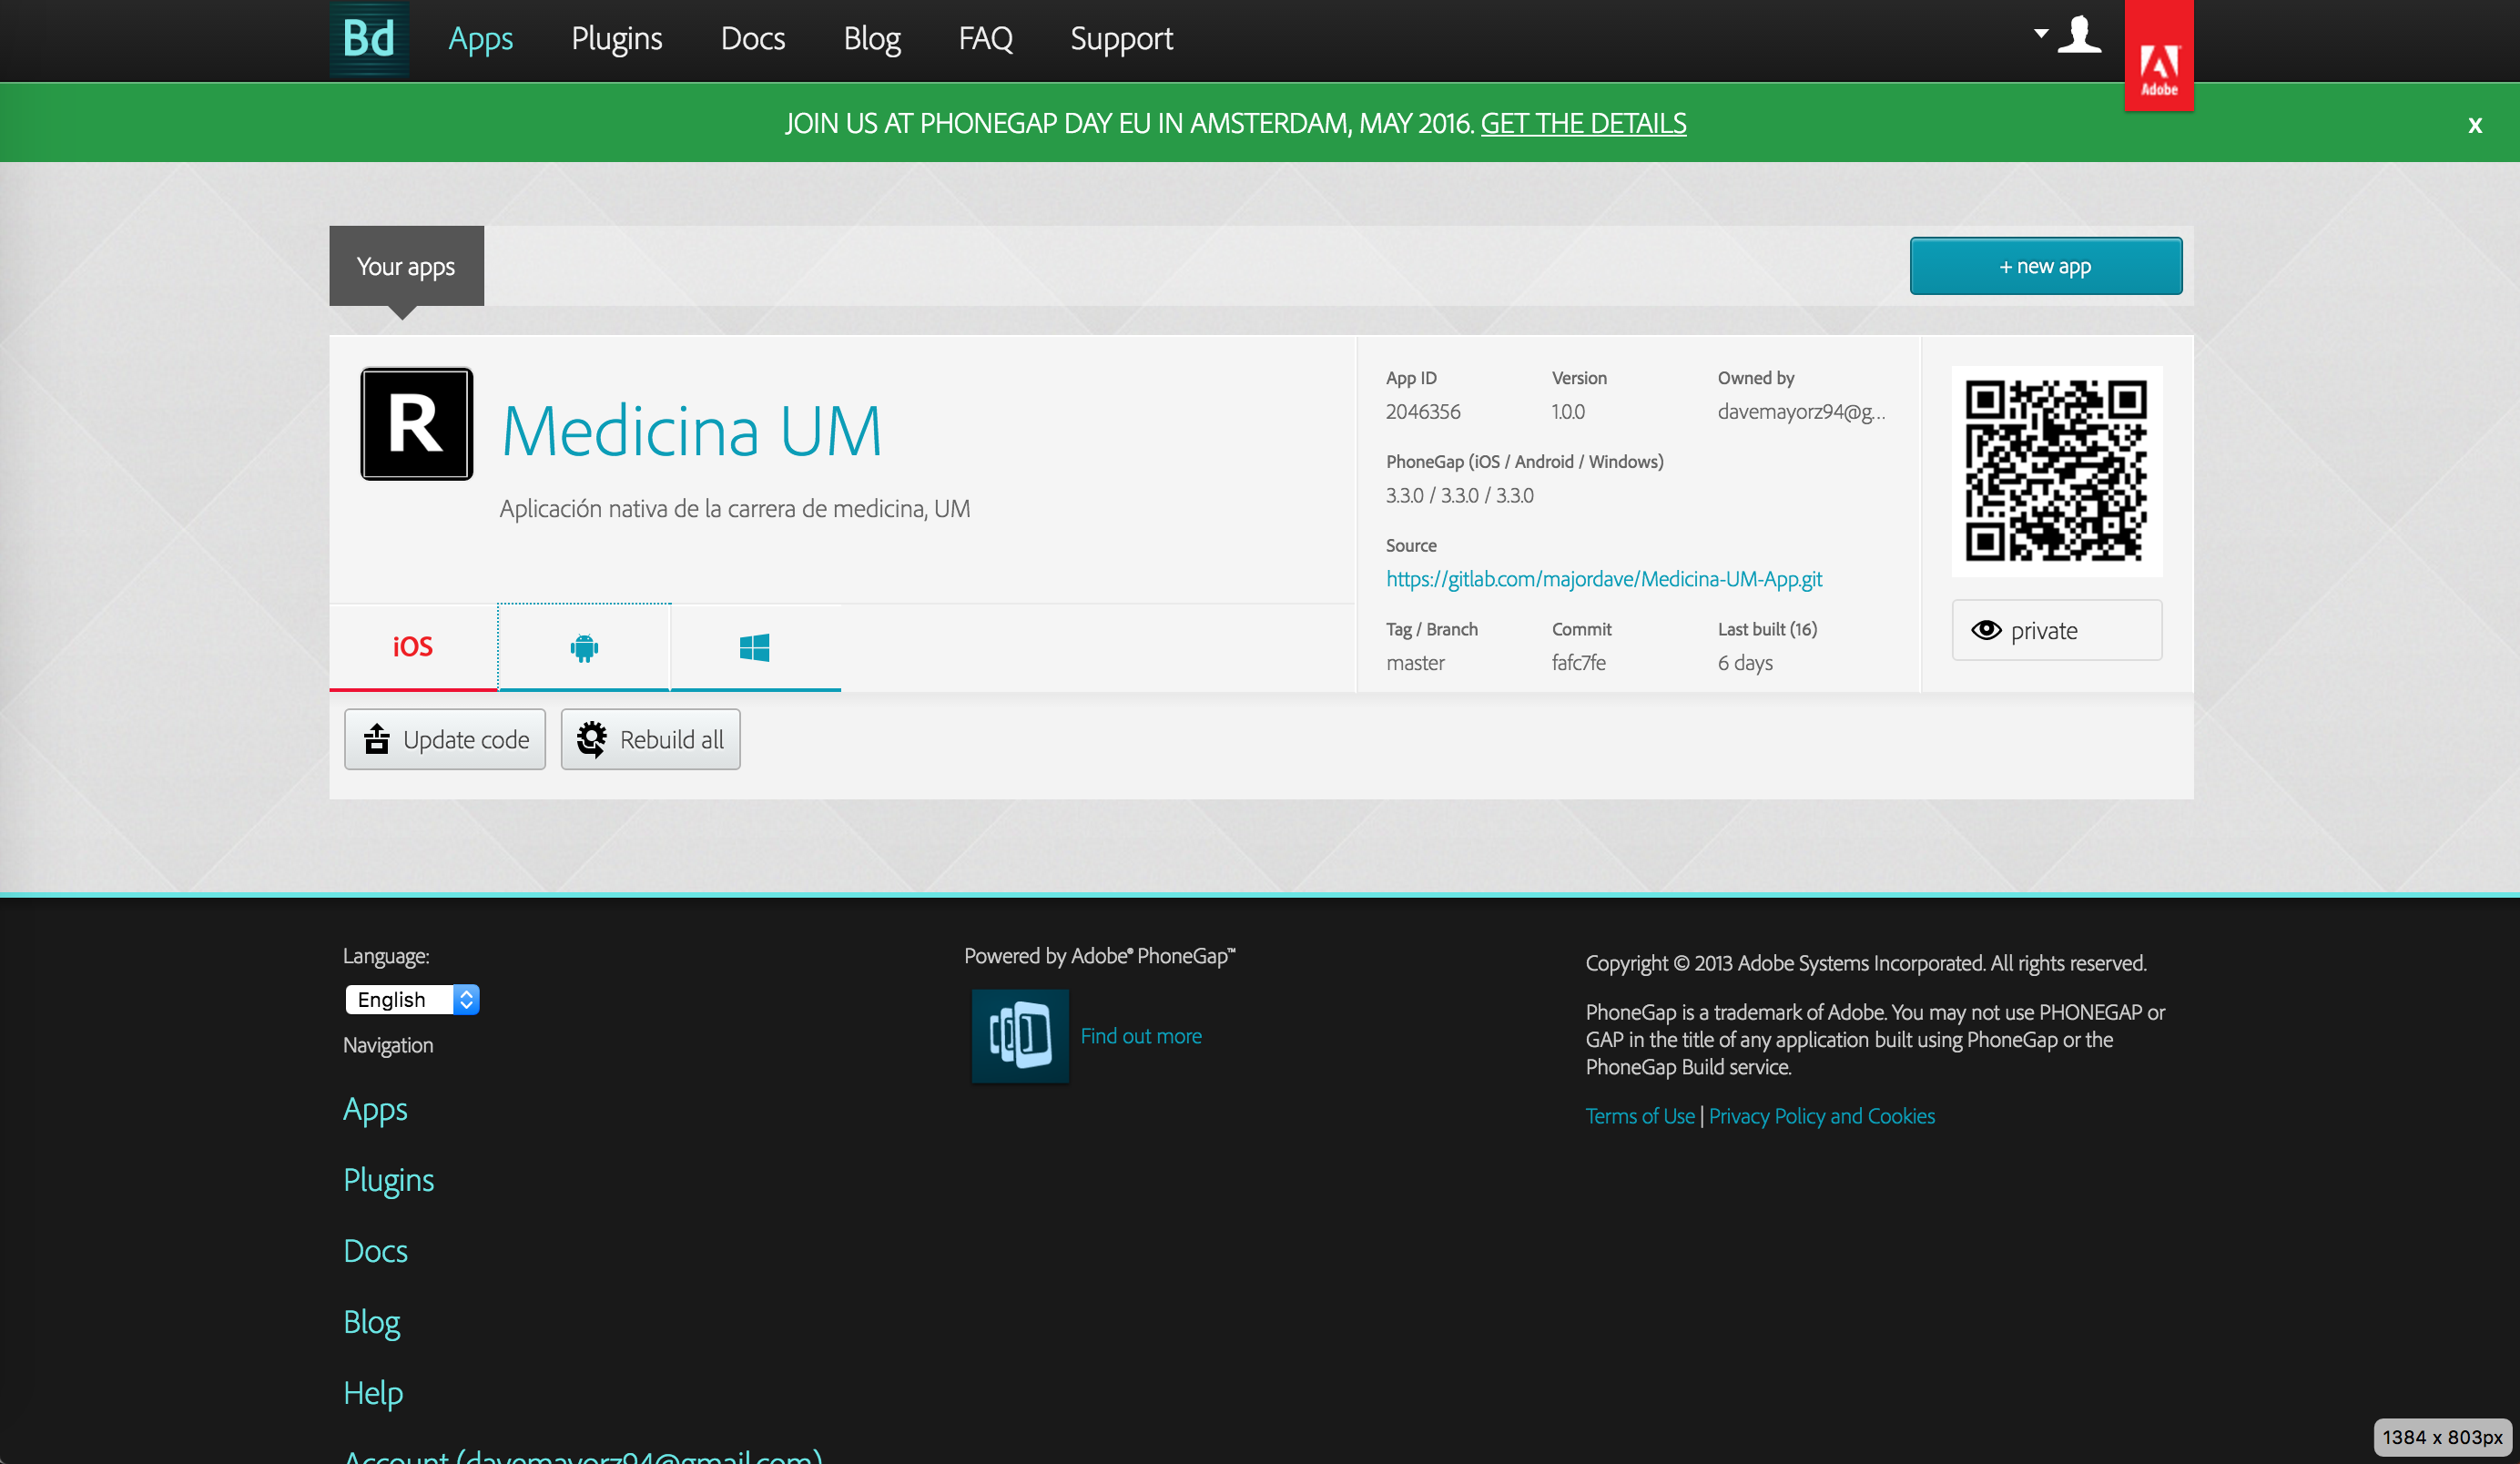 Bd Apps Plugins Docs Blog FAQ Support
Adobe
JOIN US AT PHONEGAP DAY EU IN AMSTERDAM, MAY 2016. GET THE DETAILS x
Your apps
+ new app
R
Medicina UM
Aplicación nativa de la carrera de medicina, UM
iOS
App ID Version Owned by
2046356 1.0.0 davemayorz94@g...
PhoneGap (iOS / Android / Windows)
3.3.0 / 3.3.0 / 3.3.0
Source
https://gitlab.com/majordave/Medicina-UM-App.git
Tag / Branch Commit Last built (16)
master fafc7fe 6 days
private
Update code Rebuild all
Language:
English
Navigation
Apps
Plugins
Docs
Blog
Help
Account (davemayorz94@gmail.com)
Powered by Adobe® PhoneGap™
Find out more
Copyright © 2013 Adobe Systems Incorporated. All rights reserved.
PhoneGap is a trademark of Adobe. You may not use PHONEGAP or
GAP in the title of any application built using PhoneGap or the
PhoneGap Build service.
Terms of Use | Privacy Policy and Cookies
1384 x 803px